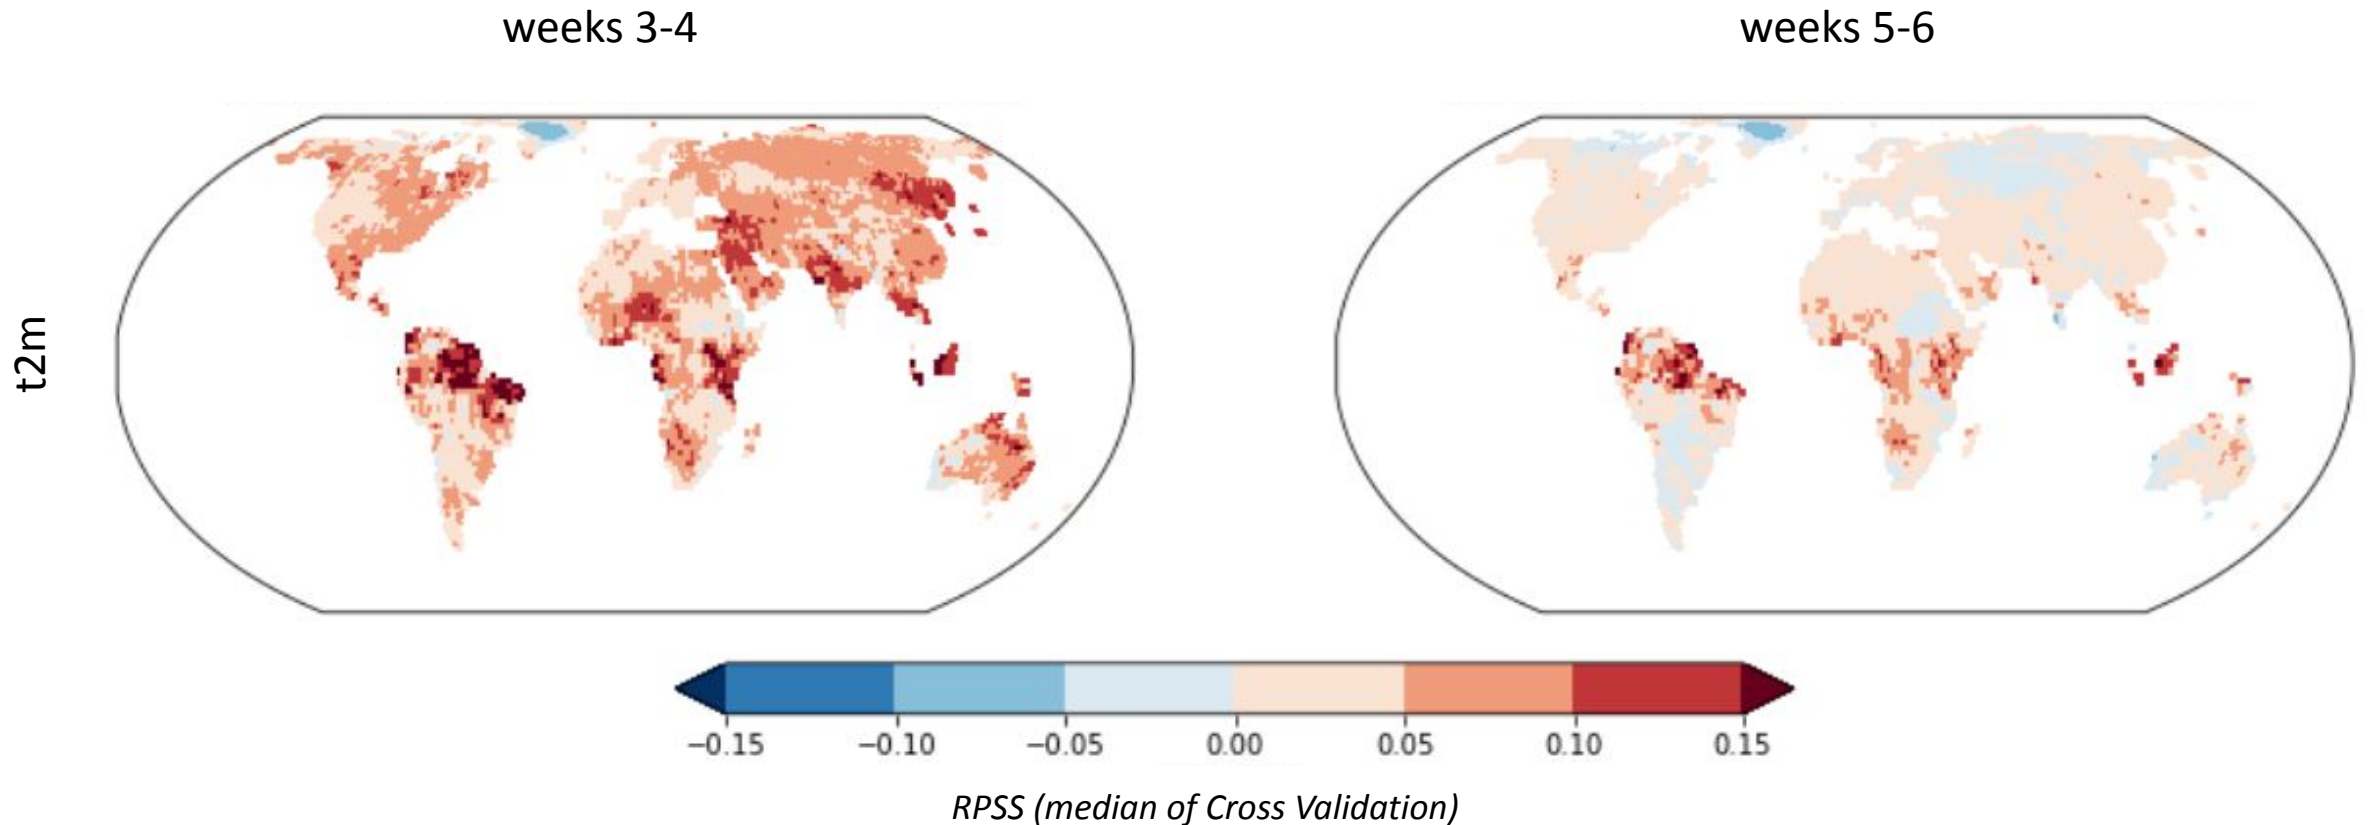 weeks 3-4
weeks 5-6
t2m
−0.15 −0.10 −0.05 0.00 0.05 0.10 0.15
RPSS (median of Cross Validation)